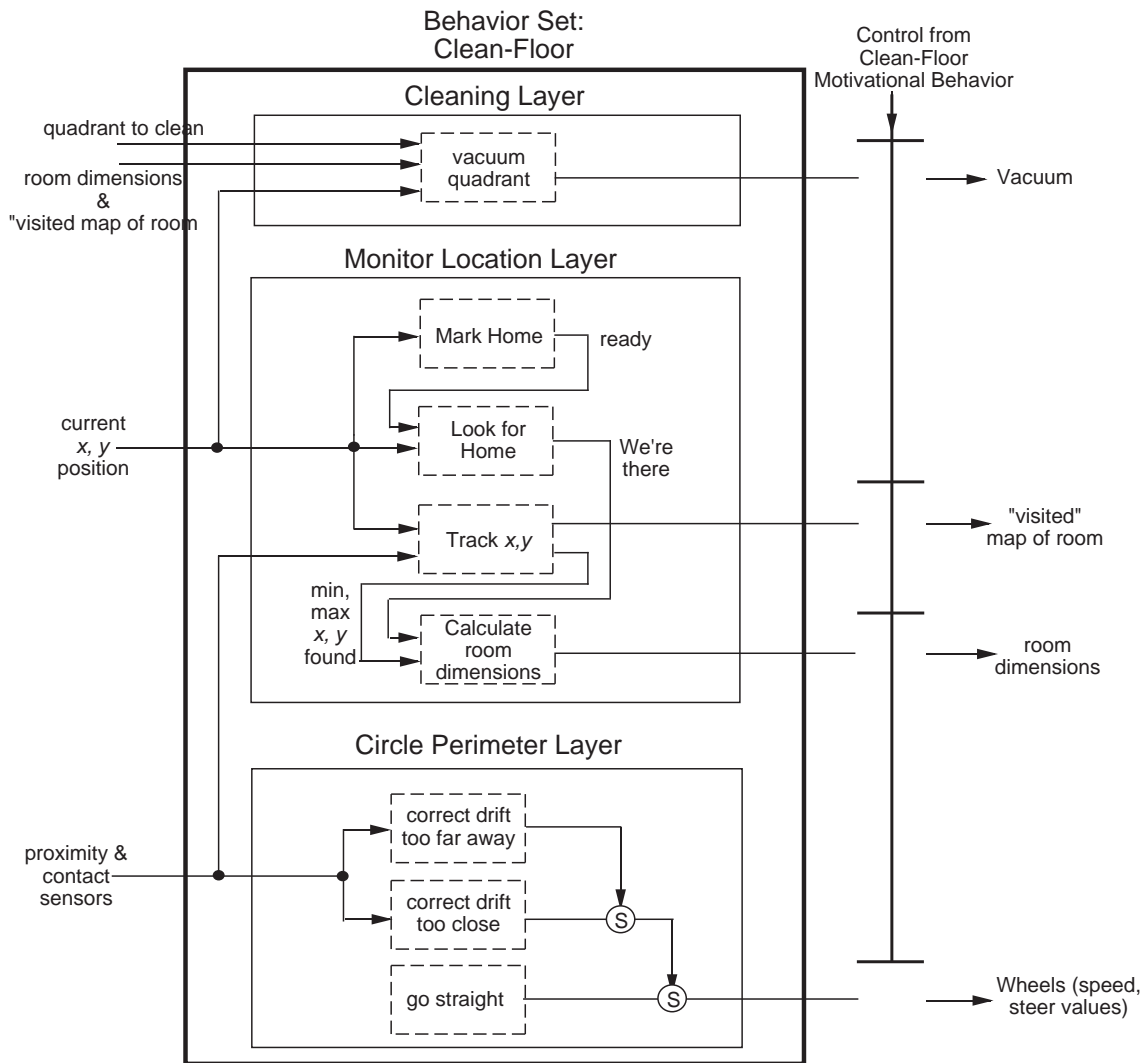 Behavior Set:
Clean-Floor
Control from
Clean-Floor
Motivational Behavior
Cleaning Layer
quadrant to clean
room dimensions
&
"visited map of room
vacuum
quadrant
Vacuum
Monitor Location Layer
Mark Home
ready
current
x, y
position
Look for
Home
We're
there
Track x,y
"visited"
map of room
min,
max
x, y
found
Calculate
room
dimensions
room
dimensions
Circle Perimeter Layer
correct drift
too far away
proximity &
contact
sensors
correct drift
too close
S
go straight
S
Wheels (speed,
steer values)